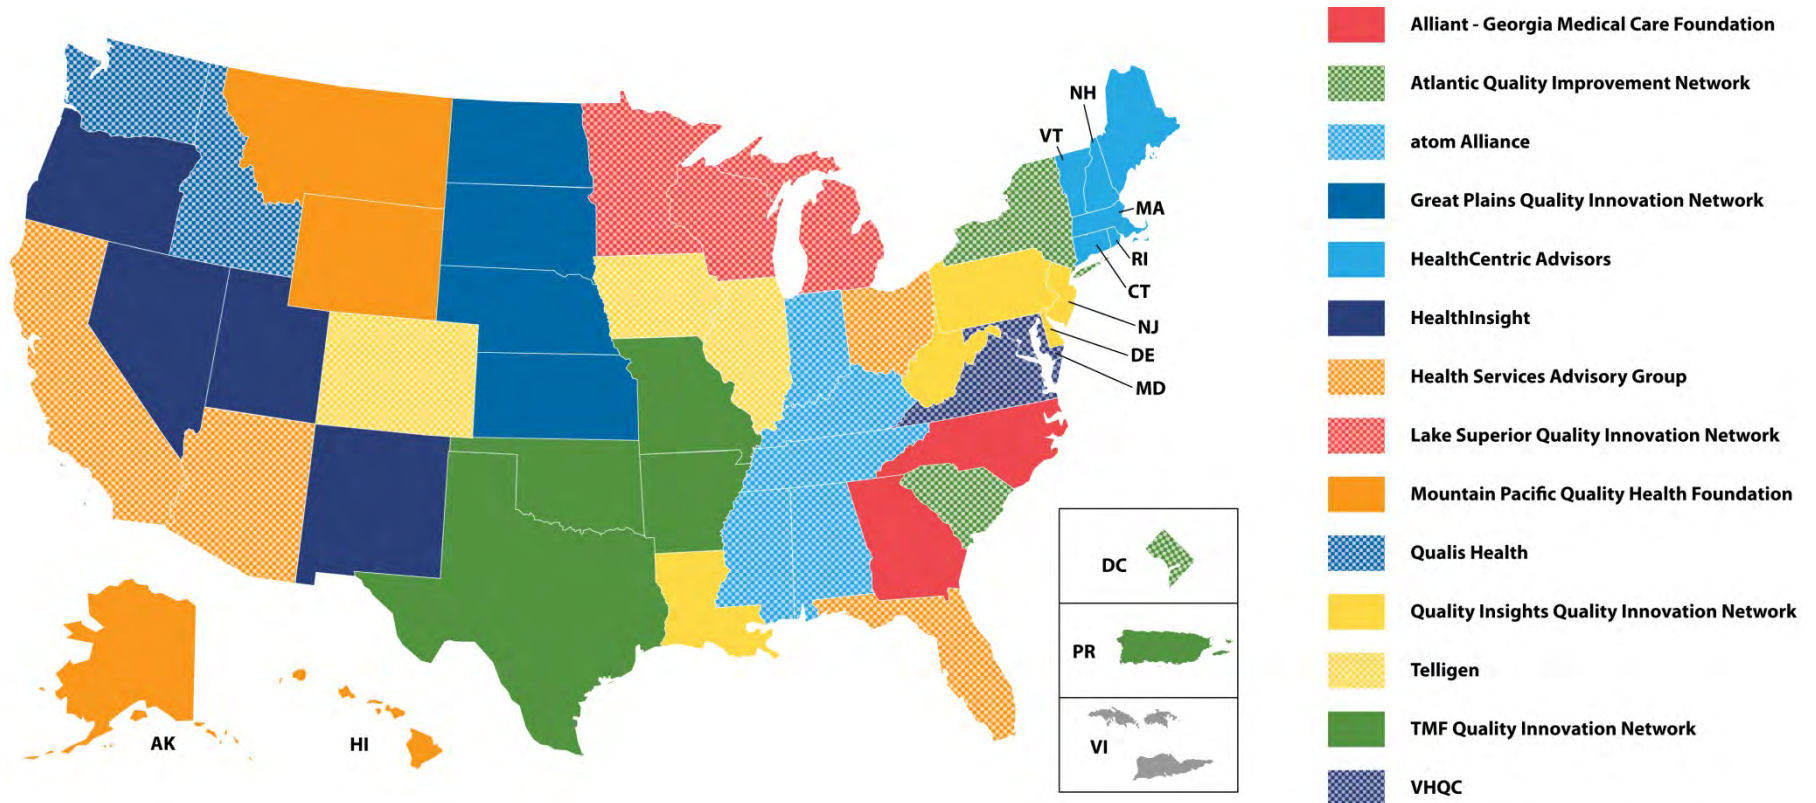 NH
VT
MA
RI
CT
NJ
DE
MD
DC
PR
VI
AK
HI
Alliant - Georgia Medical Care Foundation
Atlantic Quality Improvement Network
atom Alliance
Great Plains Quality Innovation Network
HealthCentric Advisors
HealthInsight
Health Services Advisory Group
Lake Superior Quality Innovation Network
Mountain Pacific Quality Health Foundation
Qualis Health
Quality Insights Quality Innovation Network
Telligen
TMF Quality Innovation Network
VHQC